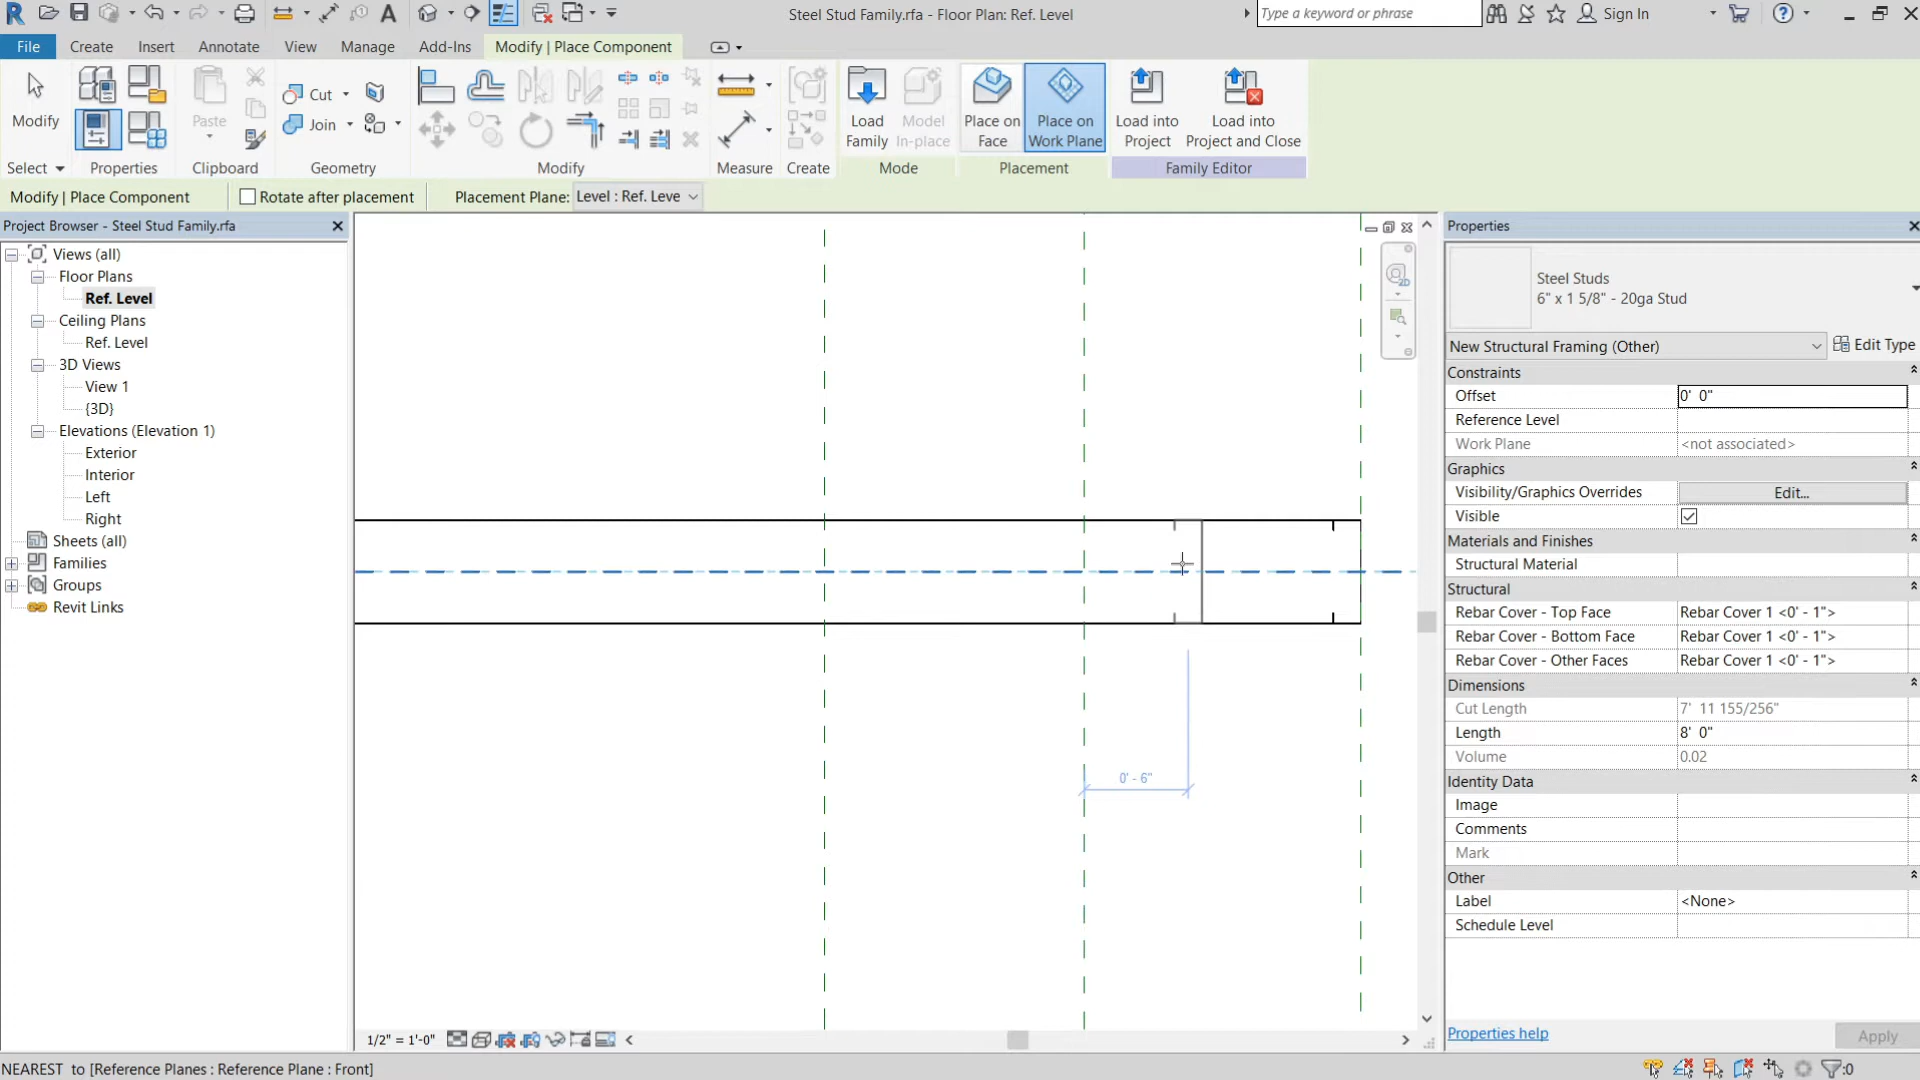 Steel Stud Family.rfa - Floor Plan: Ref. Level
Type a keyword or phrase
Sign In
File Create Insert Annotate View Manage Add-Ins Modify | Place Component
Modify
Cut
Join
Paste
Load Family
Model In-place
Place on Face
Place on Work Plane
Load into Project
Load into Project and Close
Select Properties Clipboard Geometry Modify Measure Create Mode Placement Family Editor
Modify | Place Component Rotate after placement Placement Plane: Level : Ref. Leve
Project Browser - Steel Stud Family.rfa
Views (all)
Floor Plans
Ref. Level
Ceiling Plans
Ref. Level
3D Views
View 1
{3D}
Elevations (Elevation 1)
Exterior
Interior
Left
Right
Sheets (all)
Families
Groups
Revit Links
0' - 6"
2D
1/2" = 1'-0"
Properties
Steel Studs
6" x 1 5/8" - 20ga Stud
New Structural Framing (Other) Edit Type
Constraints
Offset 0' 0"
Reference Level
Work Plane <not associated>
Graphics
Visibility/Graphics Overrides Edit...
Visible
Materials and Finishes
Structural Material
Structural
Rebar Cover - Top Face Rebar Cover 1 <0' - 1">
Rebar Cover - Bottom Face Rebar Cover 1 <0' - 1">
Rebar Cover - Other Faces Rebar Cover 1 <0' - 1">
Dimensions
Cut Length 7' 11 155/256"
Length 8' 0"
Volume 0.02
Identity Data
Image
Comments
Mark
Other
Label <None>
Schedule Level
Properties help Apply
NEAREST to [Reference Planes : Reference Plane : Front]
:0